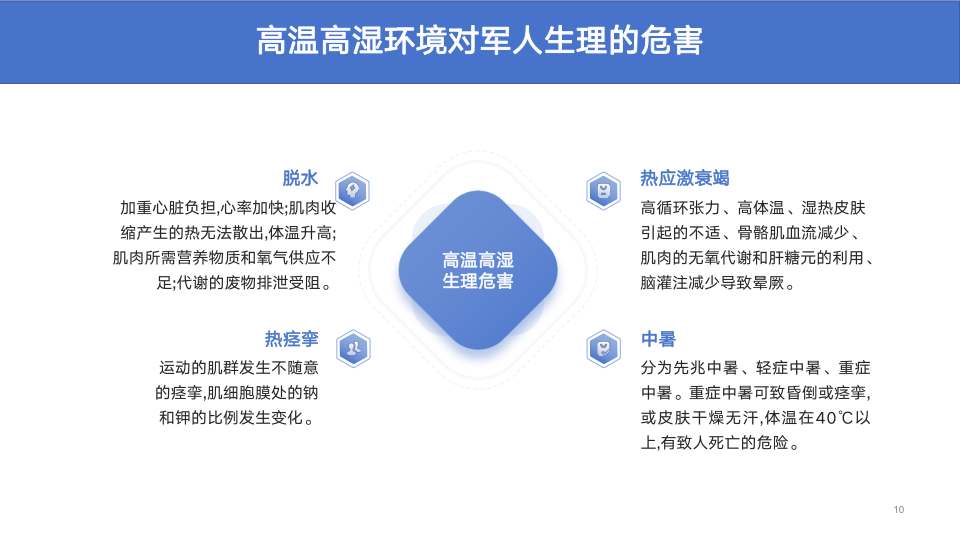 高温高湿环境对军人生理的危害
脱水
加重心脏负担,心率加快;肌肉收
缩产生的热无法散出,体温升高;
肌肉所需营养物质和氧气供应不
足;代谢的废物排泄受阻。
热痉挛
运动的肌群发生不随意
的痉挛,肌细胞膜处的钠
和钾的比例发生变化。
高温高湿
生理危害
热应激衰竭
高循环张力、高体温、湿热皮肤
引起的不适、骨骼肌血流减少、
肌肉的无氧代谢和肝糖元的利用、
脑灌注减少导致晕厥。
中暑
分为先兆中暑、轻症中暑、重症
中暑。重症中暑可致昏倒或痉挛,
或皮肤干燥无汗,体温在40℃以
上,有致人死亡的危险。
10